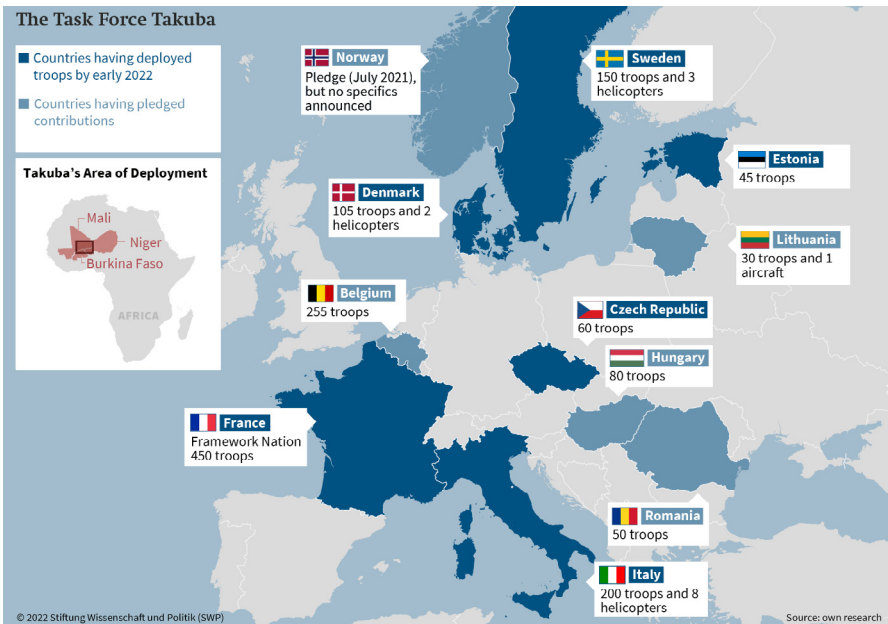 The Task Force Takuba
Countries having deployed
troops by early 2022
Countries having pledged
contributions
Takuba's Area of Deployment
Mali
Niger
Burkina Faso
AFRICA
Norway
Pledge (July 2021),
but no specifics
announced
Sweden
150 troops and 3
helicopters
Estonia
45 troops
Denmark
105 troops and 2
helicopters
Lithuania
30 troops and 1
aircraft
Belgium
255 troops
Czech Republic
60 troops
Hungary
80 troops
France
Framework Nation
450 troops
Romania
50 troops
Italy
200 troops and 8
helicopters
© 2022 Stiftung Wissenschaft und Politik (SWP)
Source: own research